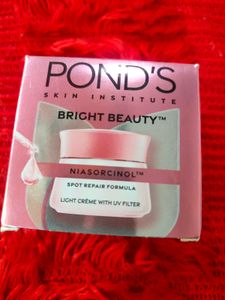 POND'S
SKIN INSTITUTE
BRIGHT BEAUTY™
NIASORCINOL™
SPOT REPAIR FORMULA
LIGHT CRÈME WITH UV FILTER